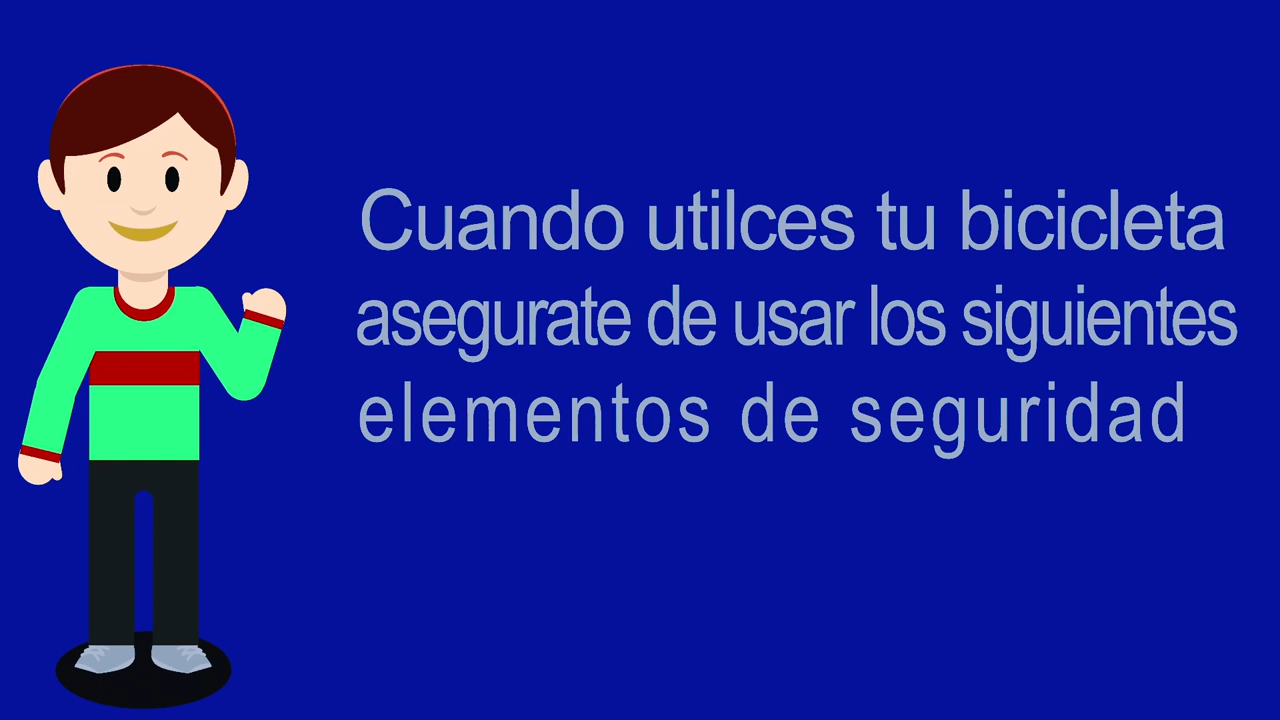 Cuando utilces tu bicicleta
asegurate de usar los siguientes
elementos de seguridad